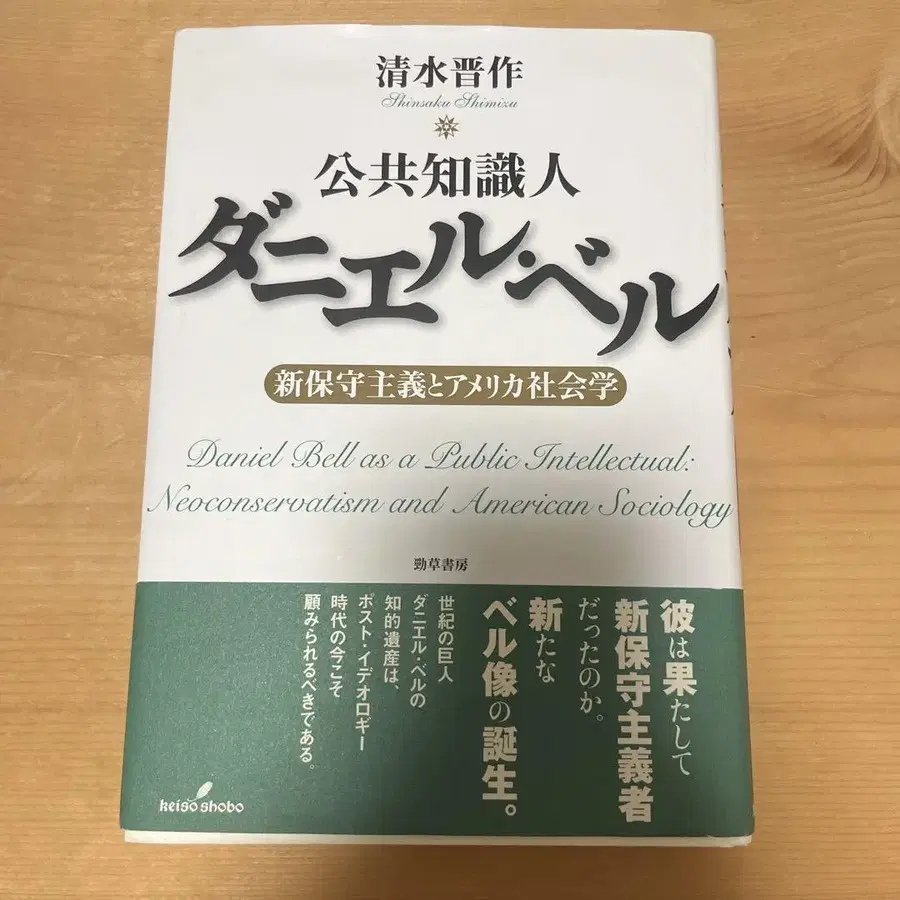 清水晋作
Shinsaku Shimizu
公共知識人
ダニエル・ベル
新保守主義とアメリカ社会学
Daniel Bell as a Public Intellectual:
Neoconservatism and American Sociology
勁草書房
彼は果たして
新保守主義者
だったのか。
新たな
ベル像の誕生。
世紀の巨人
ダニエル・ベルの
知的遺産は、
ポスト・イデオロギー
時代の今こそ
顧みられるべきである。
keiso shobo